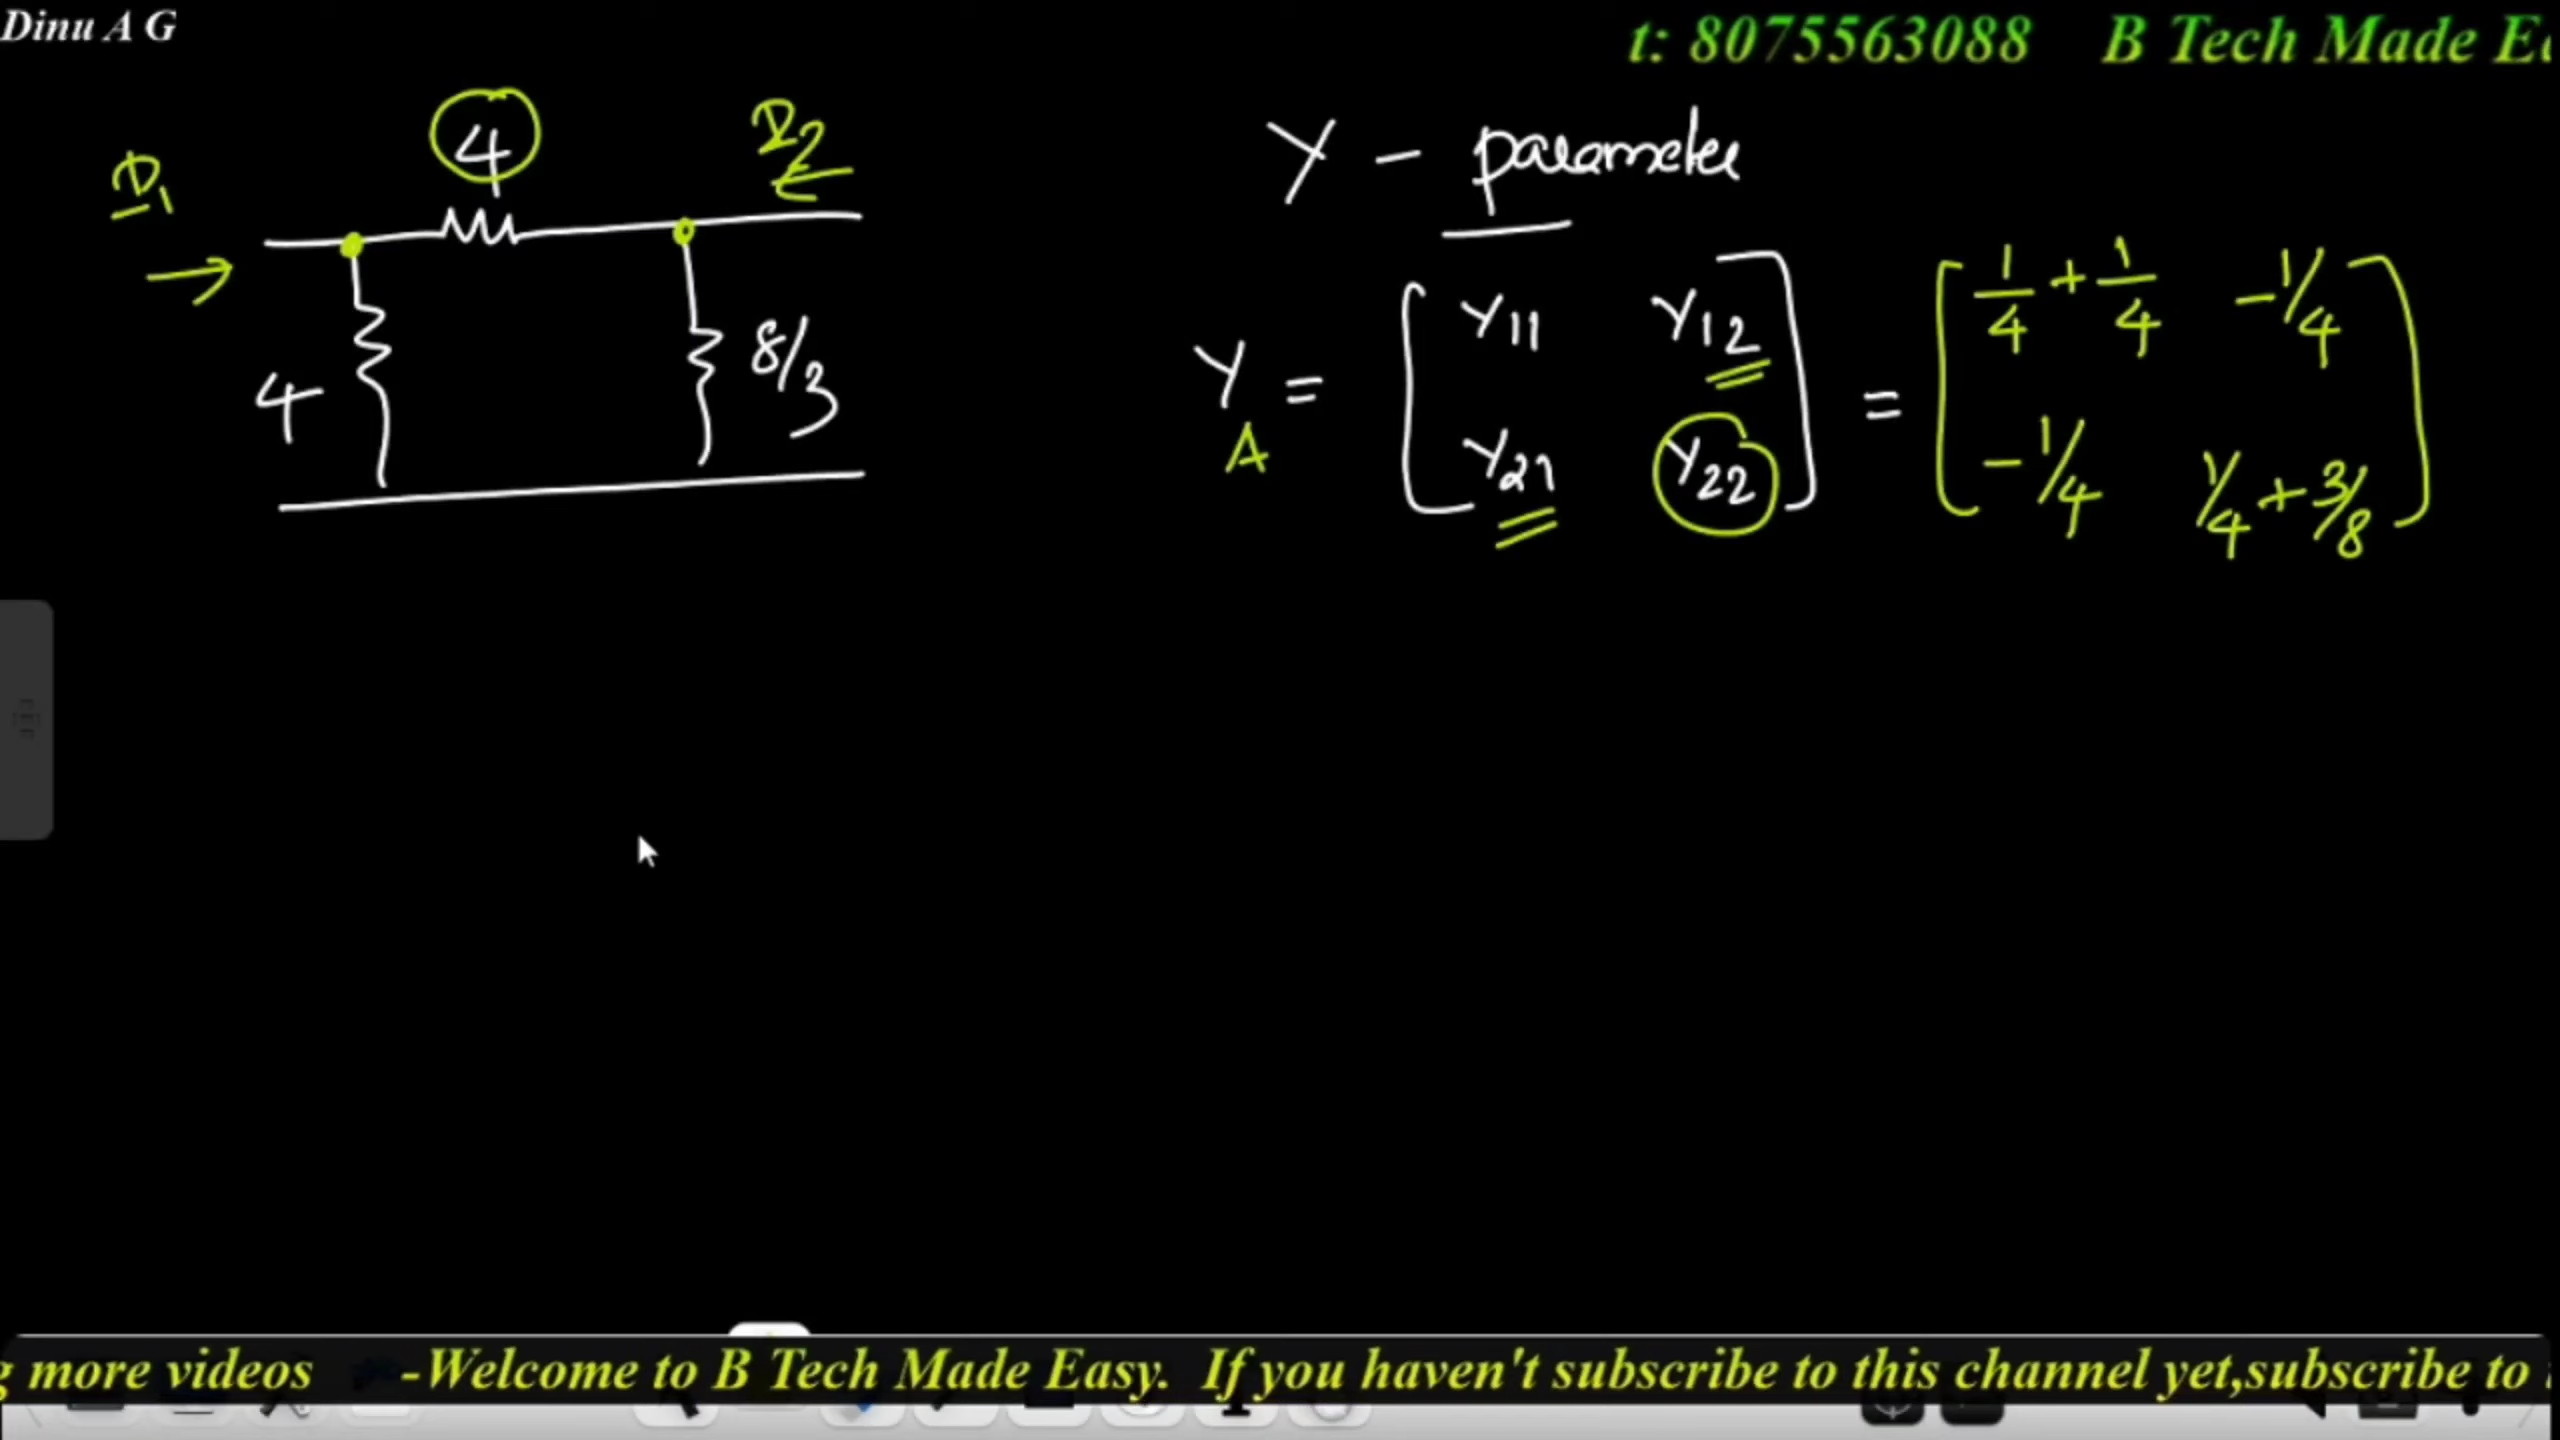 Dinu A G
t: 8075563088 B Tech Made E
4
I1
I2
4
8/3
Y - parameter
Y A = [ Y11 Y12 = [ 1/4 + 1/4 -1/4
Y21 Y22 ] -1/4 1/4 + 3/8 ]
g more videos -Welcome to B Tech Made Easy. If you haven't subscribe to this channel yet,subscribe to